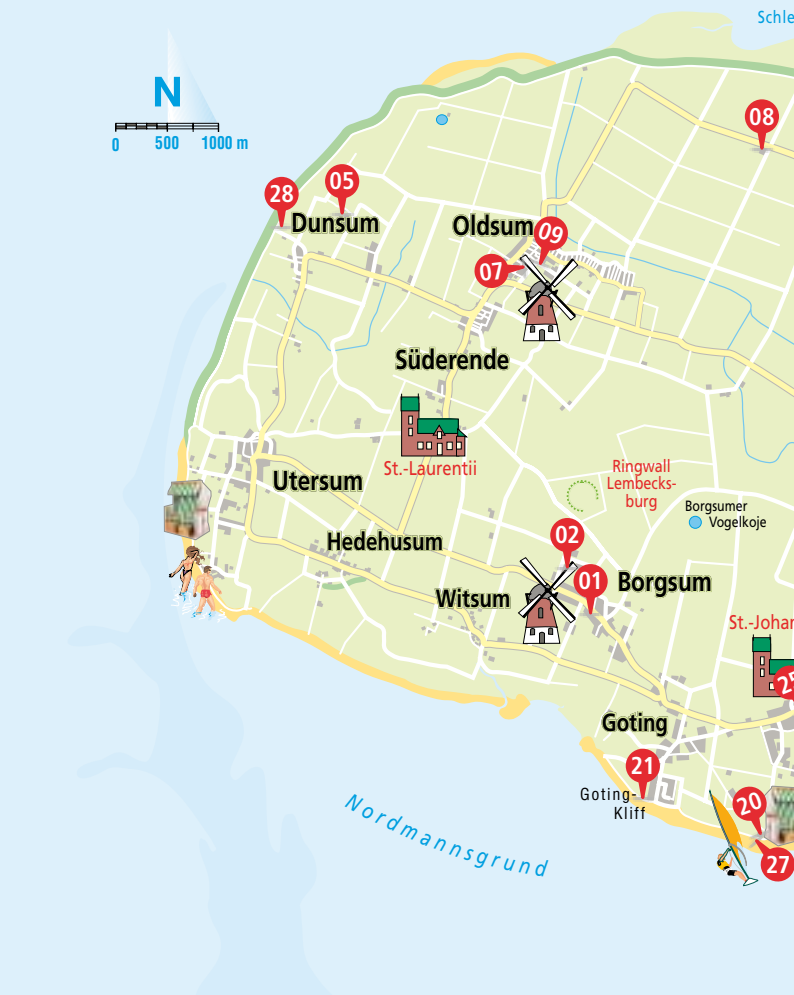 Schle
N
0 500 1000 m
08
05
28
Dunsum
Oldsum
09
07
Süderende
St.-Laurentii
Ringwall
Lembecks-
burg
Utersum
Borgsumer
Vogelkoje
Hedehusum
02
01
Borgsum
Witsum
St.-Johan
25
Goting
21
Goting-
Kliff
20
27
Nordmannsgrund